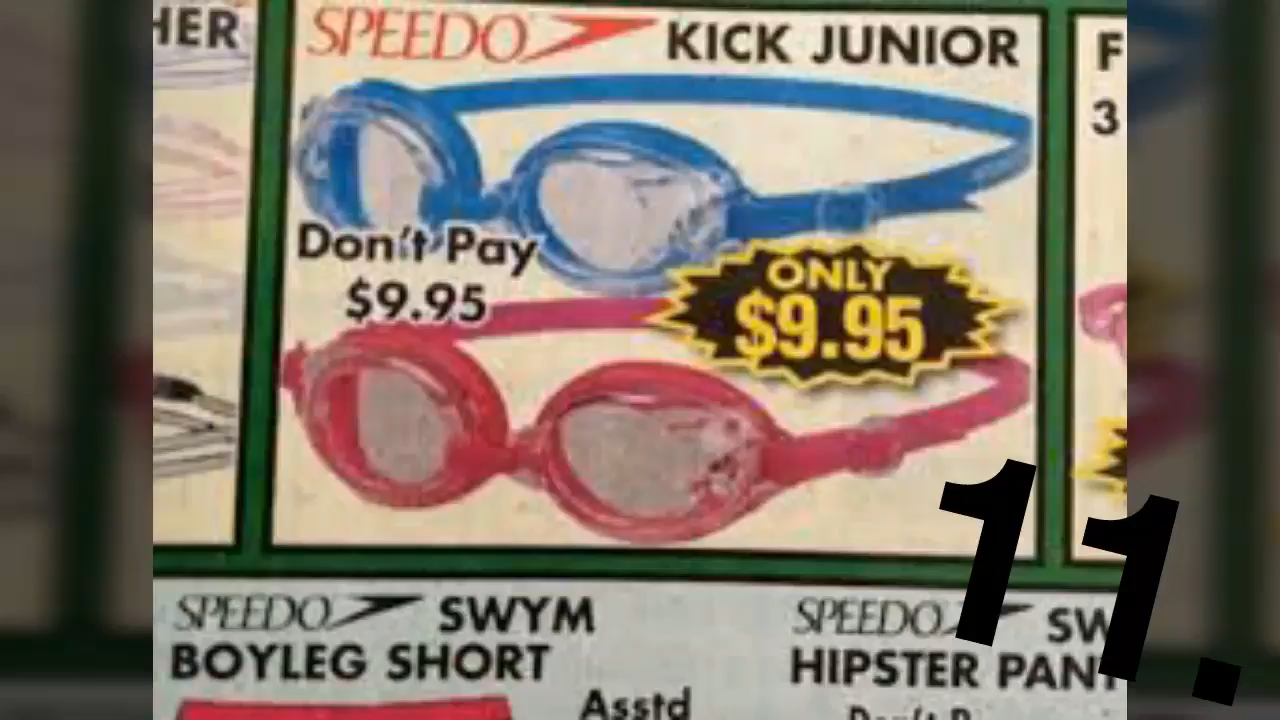 HER
SPEEDO KICK JUNIOR
F
3
Don't Pay
$9.95
ONLY
$9.95
11.
SPEEDO SWYM
BOYLEG SHORT
Asstd
SPEEDO SW
HIPSTER PANT
Don't P